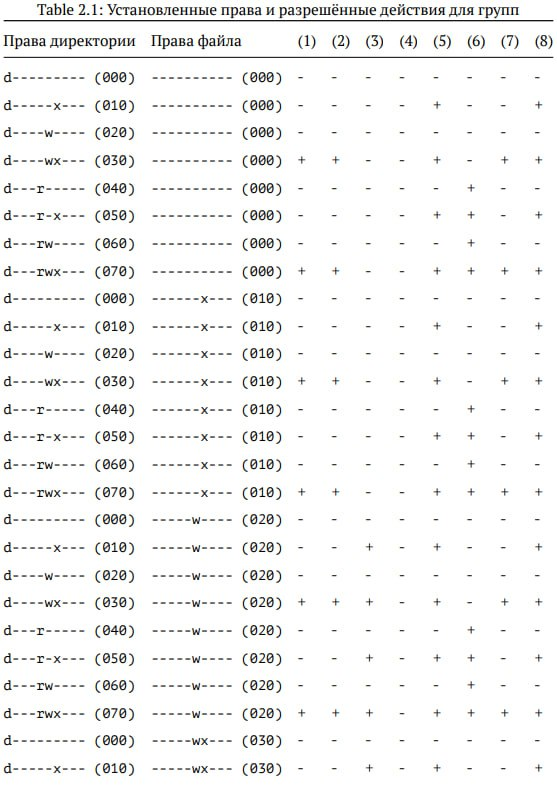 Table 2.1: Установленные права и разрешённые действия для групп
Права директории Права файла (1) (2) (3) (4) (5) (6) (7) (8)
d--------- (000) ---------- (000) - - - - - - - -
d-----x--- (010) ---------- (000) - - - - + - - +
d----w---- (020) ---------- (000) - - - - - - - -
d----wx--- (030) ---------- (000) + + - - + - + +
d---r----- (040) ---------- (000) - - - - - + - -
d---r-x--- (050) ---------- (000) - - - - + + - +
d---rw---- (060) ---------- (000) - - - - - + - -
d---rwx--- (070) ---------- (000) + + - - + + + +
d--------- (000) ------x--- (010) - - - - - - - -
d-----x--- (010) ------x--- (010) - - - - + - - +
d----w---- (020) ------x--- (010) - - - - - - - -
d----wx--- (030) ------x--- (010) + + - - + - + +
d---r----- (040) ------x--- (010) - - - - - + - -
d---r-x--- (050) ------x--- (010) - - - - + + - +
d---rw---- (060) ------x--- (010) - - - - - + - -
d---rwx--- (070) ------x--- (010) + + - - + + + +
d--------- (000) -----w---- (020) - - - - - - - -
d-----x--- (010) -----w---- (020) - - + - + - - +
d----w---- (020) -----w---- (020) - - - - - - - -
d----wx--- (030) -----w---- (020) + + + - + - + +
d---r----- (040) -----w---- (020) - - - - - + - -
d---r-x--- (050) -----w---- (020) - - + - + + - +
d---rw---- (060) -----w---- (020) - - - - - + - -
d---rwx--- (070) -----w---- (020) + + + - + + + +
d--------- (000) -----wx--- (030) - - - - - - - -
d-----x--- (010) -----wx--- (030) - - + - + - - +